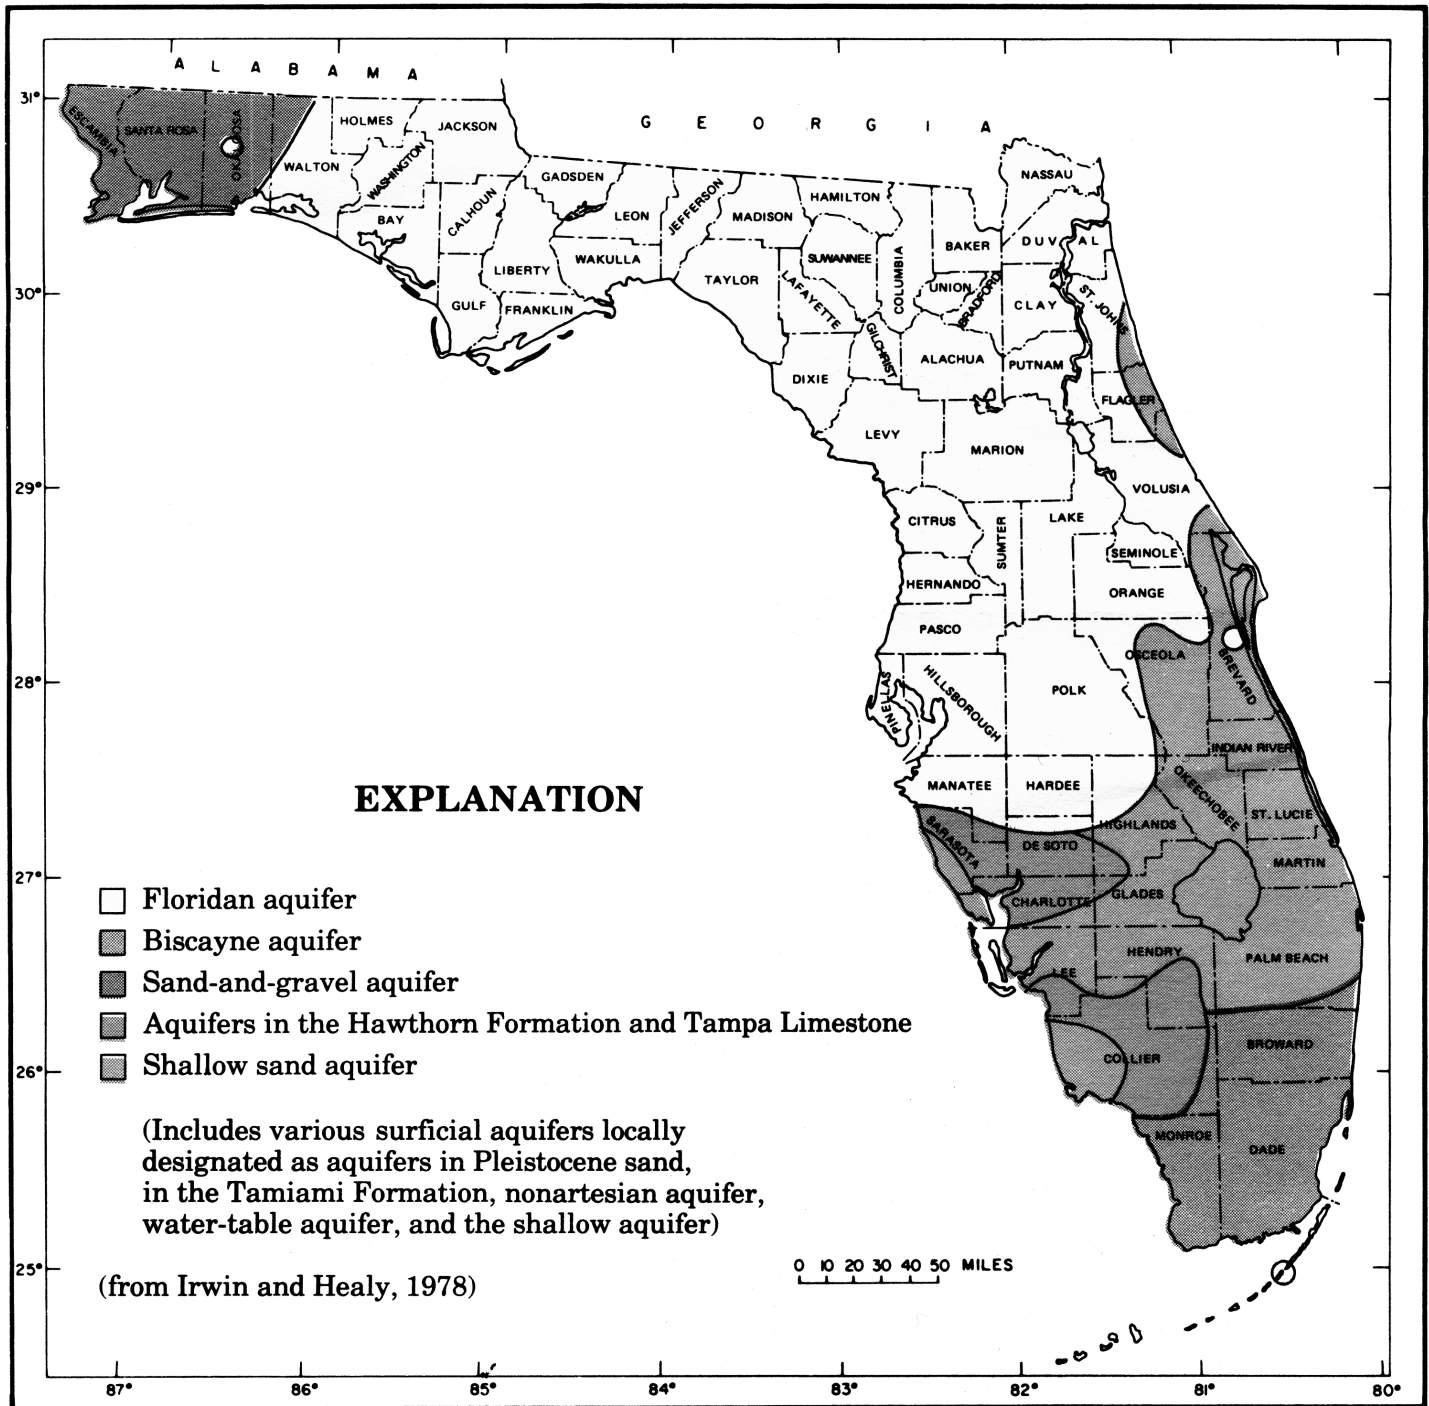 A L A B A M A
31°
ESCAMBIA
SANTA ROSA
OKALOOSA
WALTON
HOLMES
JACKSON
WASHINGTON
BAY
CALHOUN
GULF
GADSDEN
LIBERTY
FRANKLIN
G E O R G I A
LEON
WAKULLA
JEFFERSON
MADISON
TAYLOR
HAMILTON
SUWANNEE
LAFAYETTE
COLUMBIA
BAKER
NASSAU
DUVAL
UNION
BRADFORD
CLAY
ST. JOHNS
30°
GILCHRIST
ALACHUA
PUTNAM
DIXIE
FLAGLER
LEVY
MARION
29°
VOLUSIA
CITRUS
SUMTER
LAKE
SEMINOLE
HERNANDO
ORANGE
PASCO
OSCEOLA
BREVARD
28°
PINELLAS
HILLSBOROUGH
POLK
INDIAN RIVER
MANATEE
HARDEE
OKEECHOBEE
HIGHLANDS
ST. LUCIE
SARASOTA
DE SOTO
MARTIN
27°
CHARLOTTE
GLADES
LEE
HENDRY
PALM BEACH
COLLIER
BROWARD
26°
MONROE
DADE
25°
EXPLANATION
Floridan aquifer
Biscayne aquifer
Sand-and-gravel aquifer
Aquifers in the Hawthorn Formation and Tampa Limestone
Shallow sand aquifer
(Includes various surficial aquifers locally
designated as aquifers in Pleistocene sand,
in the Tamiami Formation, nonartesian aquifer,
water-table aquifer, and the shallow aquifer)
(from Irwin and Healy, 1978)
0 10 20 30 40 50 MILES
87° 86° 85° 84° 83° 82° 81° 80°